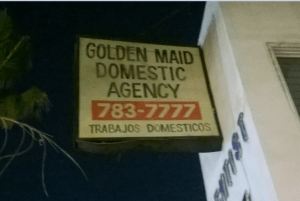 GOLDEN MAID
DOMESTIC
AGENCY
783-7777
TRABAJOS DOMESTICOS